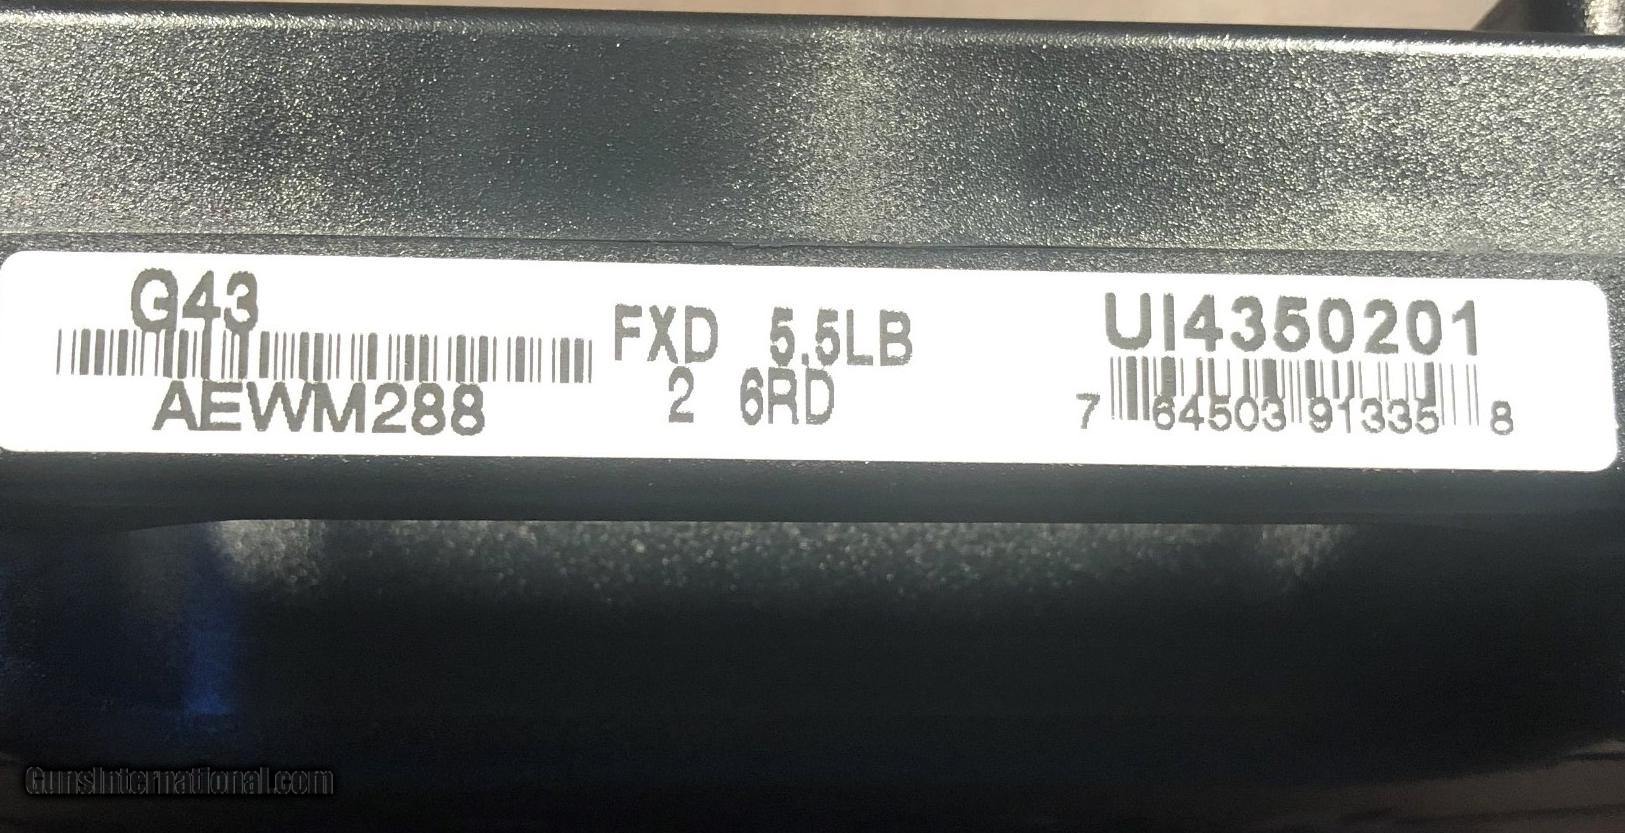 G43
AEWM288
FXD 5.5LB
2 6RD
UI4350201
7 64503 91335 8
GunsInternational.com